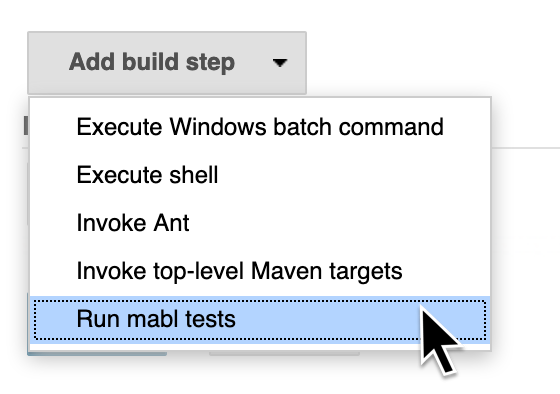 Add build step
Execute Windows batch command
Execute shell
Invoke Ant
Invoke top-level Maven targets
Run mabl tests